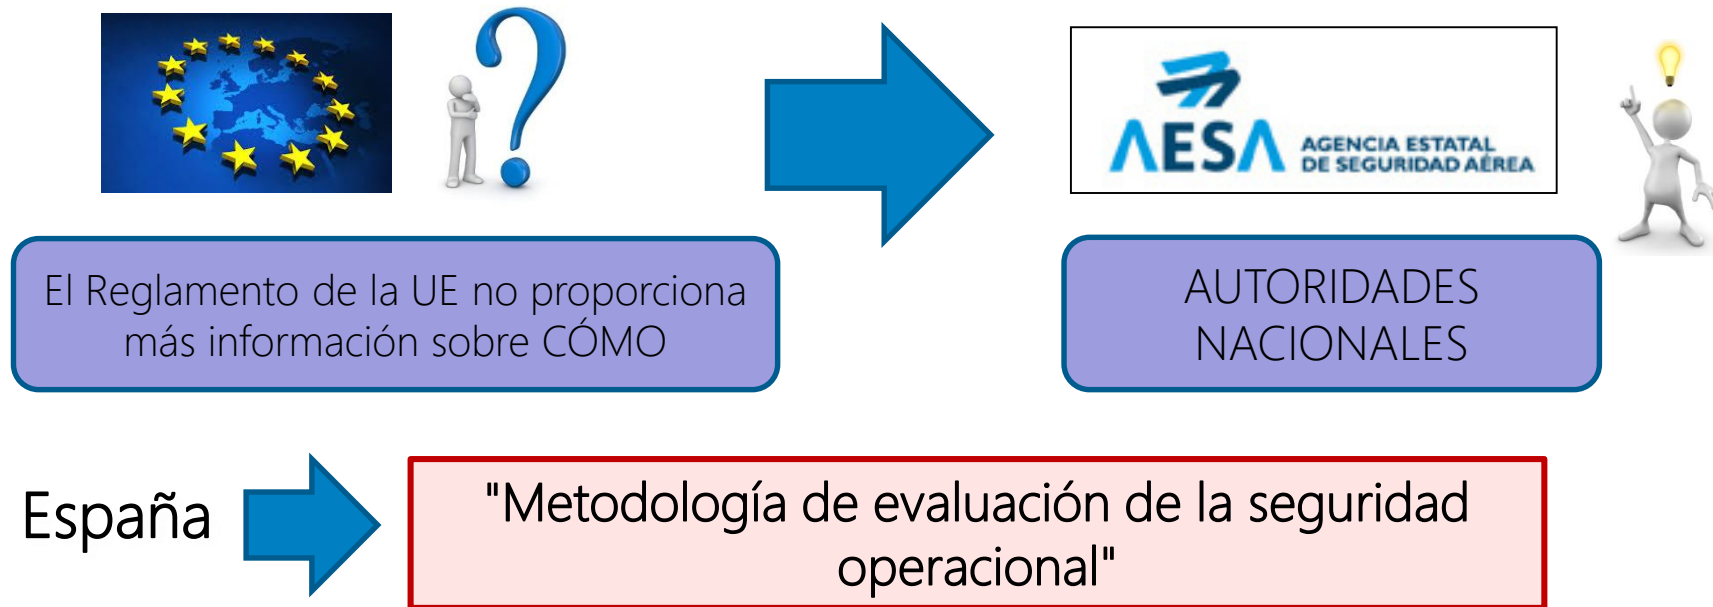 AESA AGENCIA ESTATAL
DE SEGURIDAD AÉREA
El Reglamento de la UE no proporciona
más información sobre CÓMO
AUTORIDADES
NACIONALES
España
"Metodología de evaluación de la seguridad
operacional"